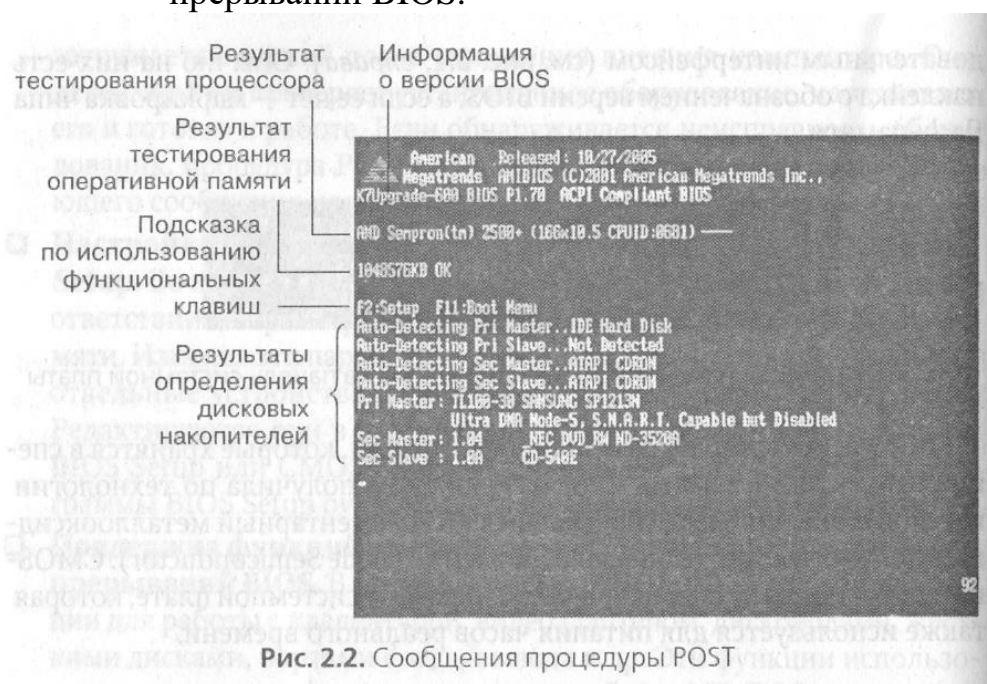 прерываний BIOS.
Результат тестирования процессора
Информация о версии BIOS
Результат
тестирования
оперативной памяти
Подсказка
по использованию
функциональных
клавиш
Результаты
определения
дисковых
накопителей
American Released: 10/27/2005
Megatrends AMIBIOS (C)2001 American Megatrends Inc.,
K7Upgrade-600 BIOS P1.70 ACPI Compliant BIOS
AMD Sempron(tm) 2500+ (166x10.5 CPUID:0681)
1048576KB OK
F2:Setup F11:Boot Menu
Auto-Detecting Pri Master..IDE Hard Disk
Auto-Detecting Pri Slave...Not Detected
Auto-Detecting Sec Master..ATAPI CDROM
Auto-Detecting Sec Slave...ATAPI CDROM
Pri Master: TL100-30 SAMSUNG SP1213N
Ultra DMA Mode-5, S.M.A.R.T. Capable but Disabled
Sec Master: 1.04 _NEC DVD_RW ND-3520A
Sec Slave : 1.0A CD-540E
92
Рис. 2.2. Сообщения процедуры POST